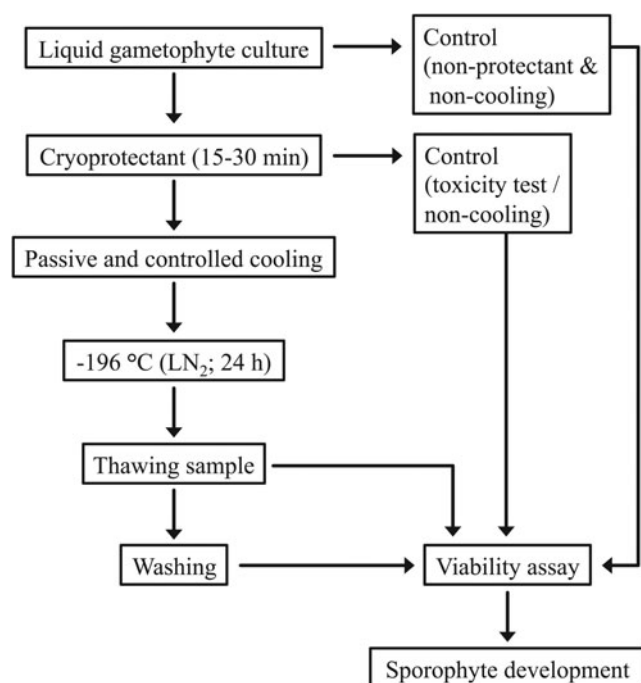 Liquid gametophyte culture
Control
(non-protectant &
non-cooling)
Cryoprotectant (15-30 min)
Control
(toxicity test /
non-cooling)
Passive and controlled cooling
-196 °C (LN₂; 24 h)
Thawing sample
Washing
Viability assay
Sporophyte development